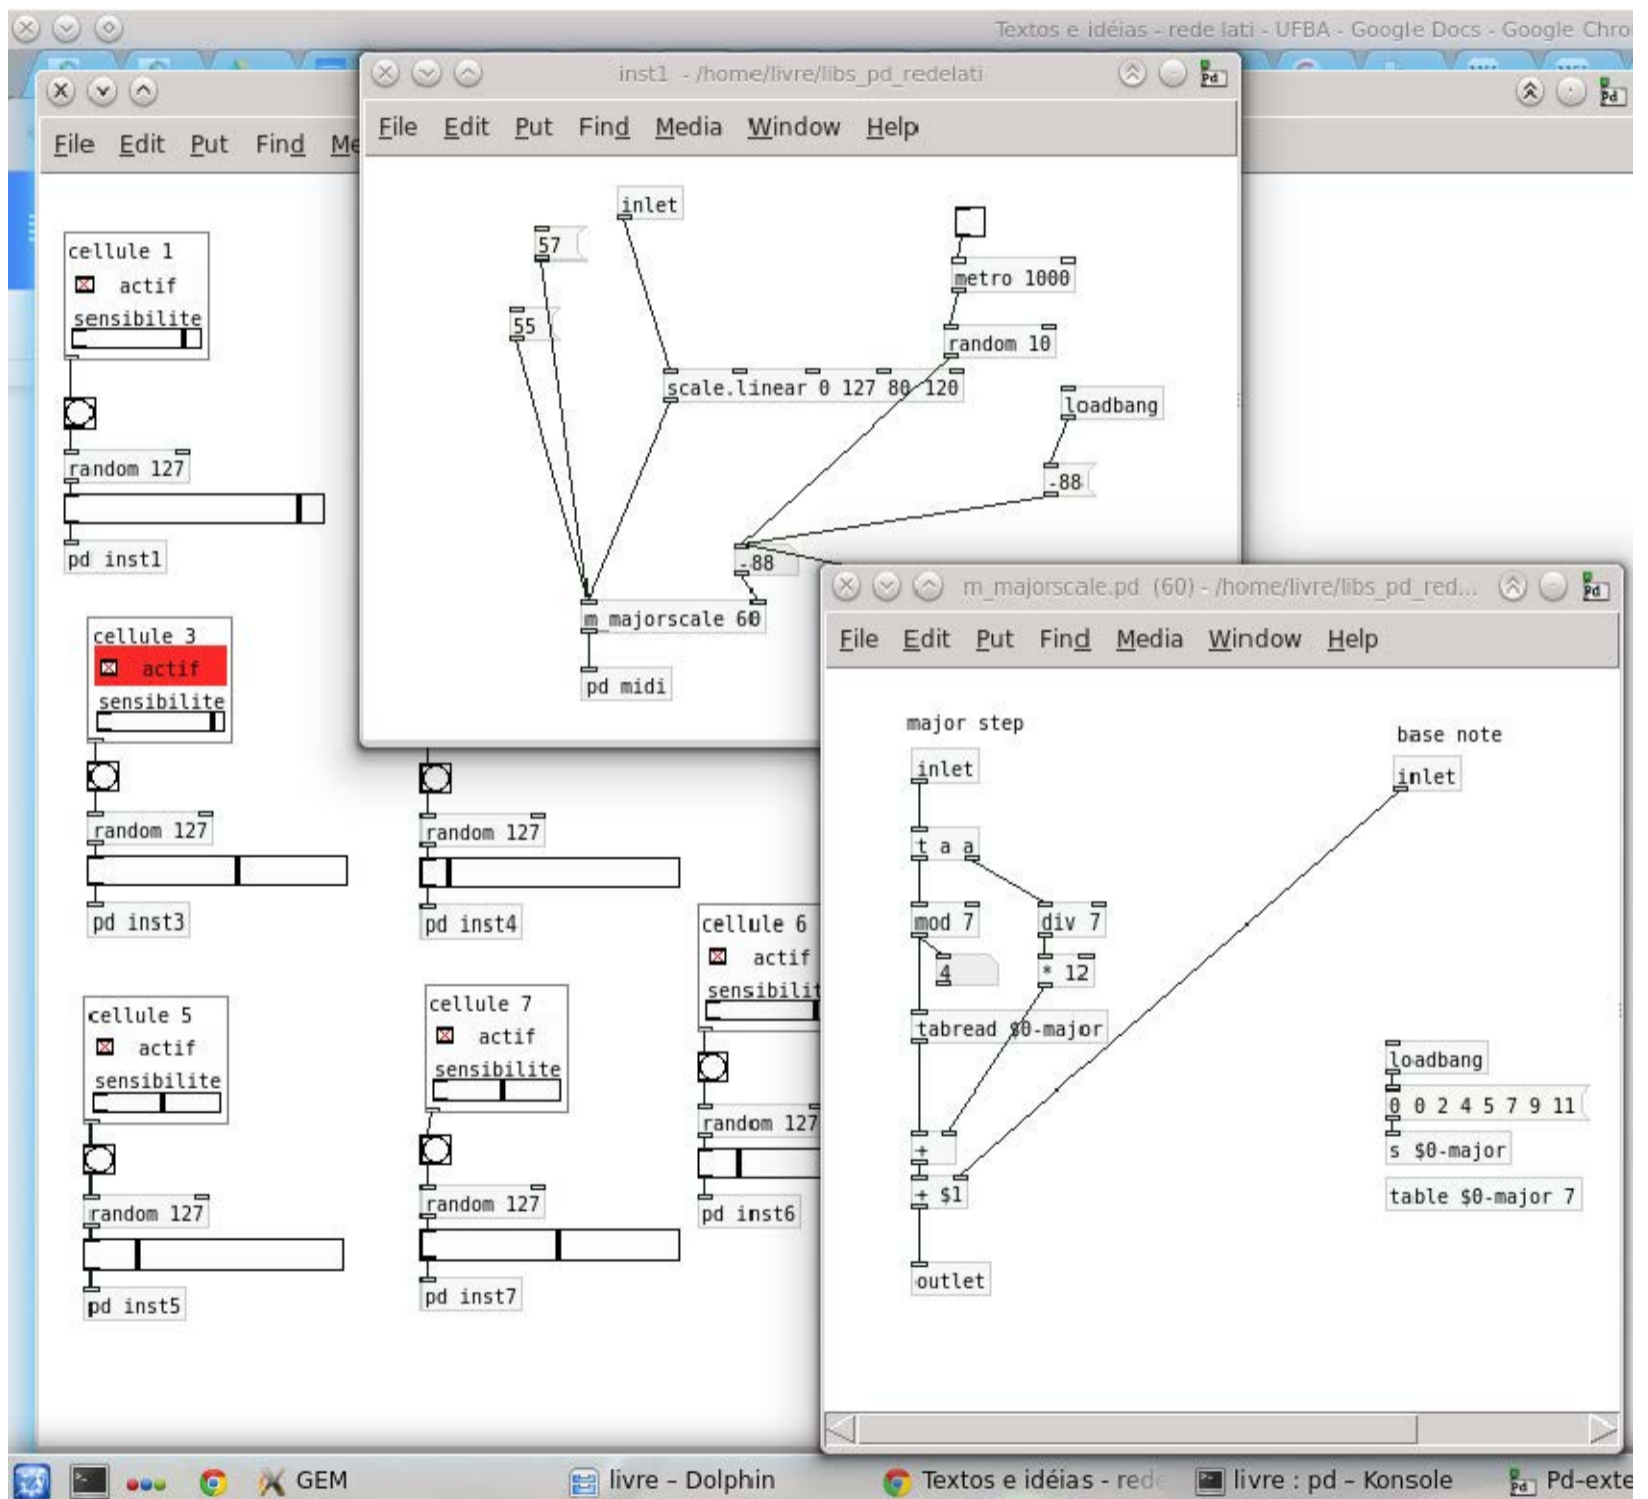 Textos e idéias - rede lati - UFBA - Google Docs - Google Chro
inst1 - /home/livre/libs_pd_redelati
File Edit Put Find Media Window Help
File Edit Put Find Me
inlet
57
55
metro 1000
random 10
scale.linear 0 127 80 120
loadbang
-88
-88
m_majorscale 60
pd midi
cellule 1
actif
sensibilite
random 127
pd inst1
cellule 3
actif
sensibilite
random 127
pd inst3
random 127
pd inst4
cellule 5
actif
sensibilite
random 127
pd inst5
cellule 7
actif
sensibilite
random 127
pd inst7
cellule 6
actif
sensibilit
random 127
pd inst6
m_majorscale.pd (60) - /home/livre/libs_pd_red...
File Edit Put Find Media Window Help
major step
base note
inlet
inlet
t a a
mod 7
div 7
4
* 12
tabread $0-major
loadbang
0 0 2 4 5 7 9 11
s $0-major
table $0-major 7
+
+ $1
outlet
GEM
livre – Dolphin
Textos e idéias - rede
livre : pd – Konsole
Pd-exte